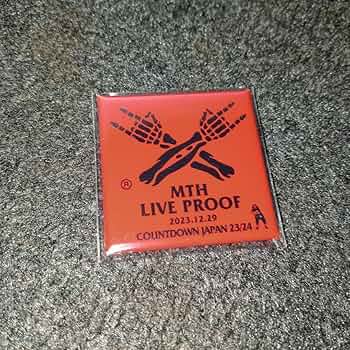 ®
MTH
LIVE PROOF
2023.12.29
COUNTDOWN JAPAN 23/24